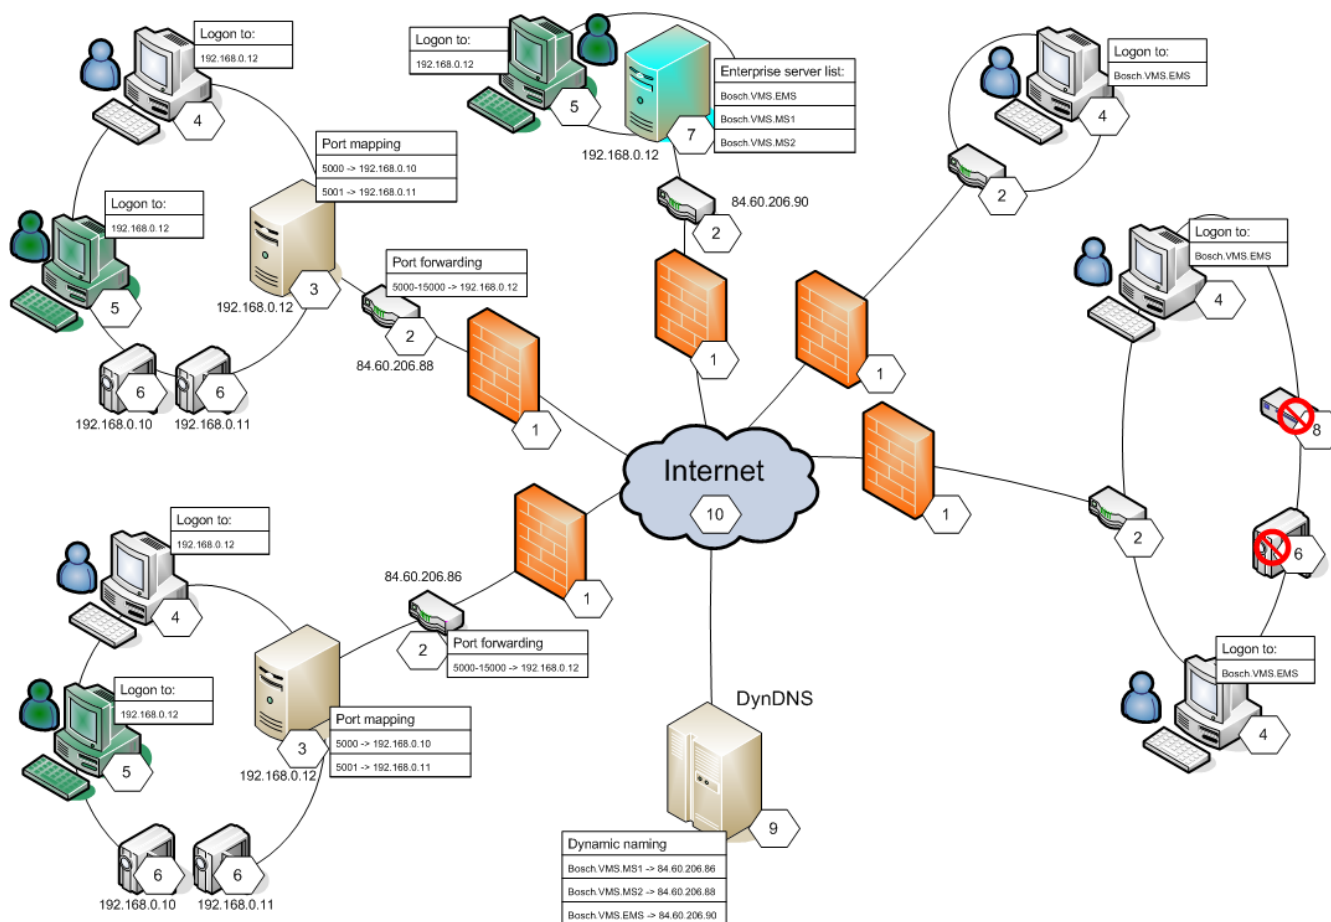 Logon to:
192.168.0.12
4
Logon to:
192.168.0.12
5
Port mapping
5000 -> 192.168.0.10
5001 -> 192.168.0.11
3
192.168.0.12
Port forwarding
5000-15000 -> 192.168.0.12
2
84.60.206.88
1
6
192.168.0.10
6
192.168.0.11
Logon to:
192.168.0.12
5
7
192.168.0.12
Enterprise server list:
Bosch.VMS.EMS
Bosch.VMS.MS1
Bosch.VMS.MS2
2
84.60.206.90
1
Logon to:
Bosch.VMS.EMS
4
2
1
Logon to:
Bosch.VMS.EMS
4
8
6
2
1
Logon to:
Bosch.VMS.EMS
4
Internet
10
Logon to:
192.168.0.12
4
Logon to:
192.168.0.12
5
3
192.168.0.12
Port mapping
5000 -> 192.168.0.10
5001 -> 192.168.0.11
84.60.206.86
2
Port forwarding
5000-15000 -> 192.168.0.12
1
6
192.168.0.10
6
192.168.0.11
DynDNS
9
Dynamic naming
Bosch.VMS.MS1 -> 84.60.206.86
Bosch.VMS.MS2 -> 84.60.206.88
Bosch.VMS.EMS -> 84.60.206.90